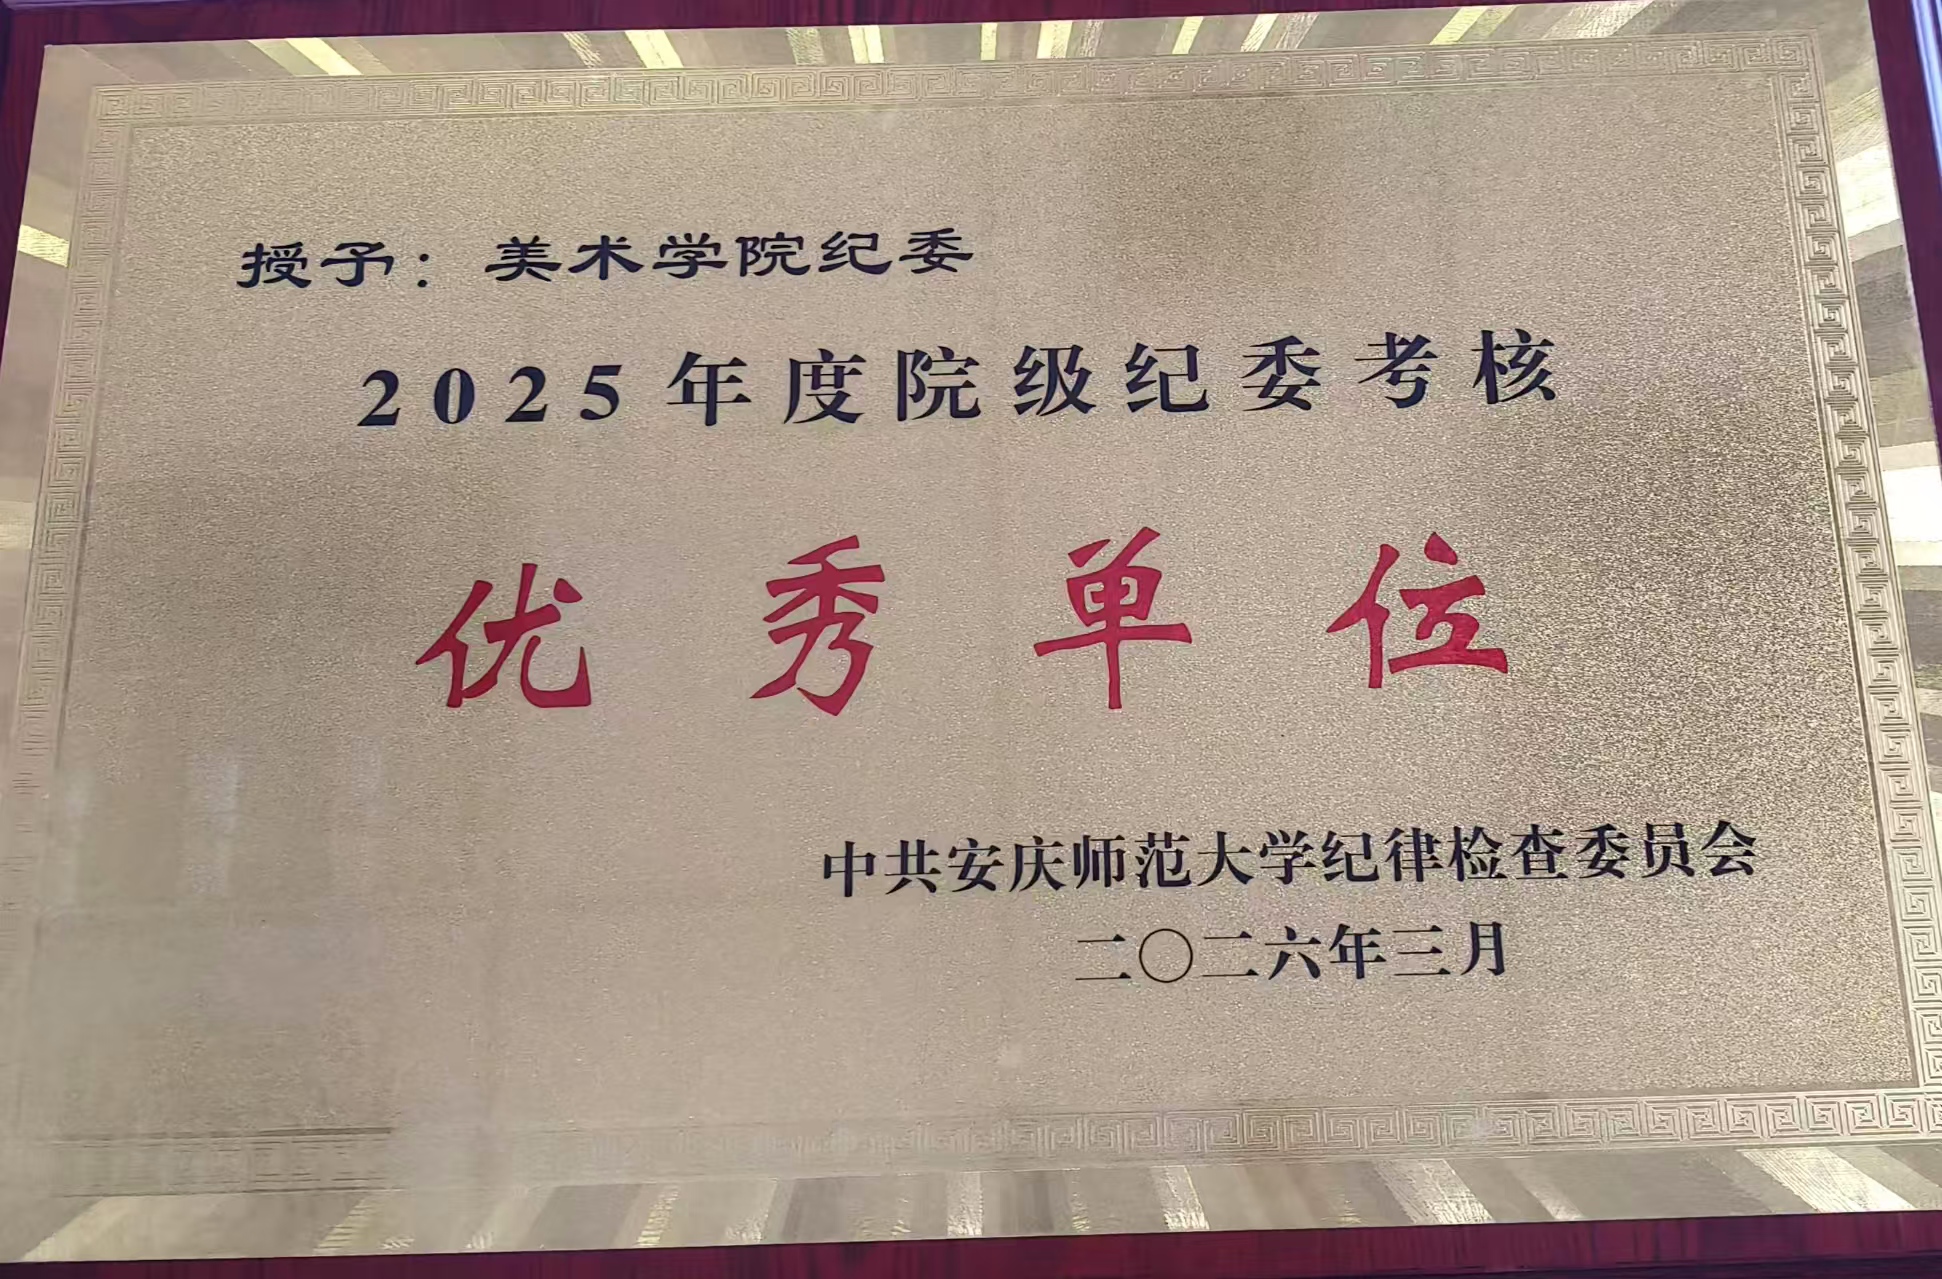 授予：美术学院纪委
2025年度院级纪委考核
优秀单位
中共安庆师范大学纪律检查委员会
二〇二六年三月